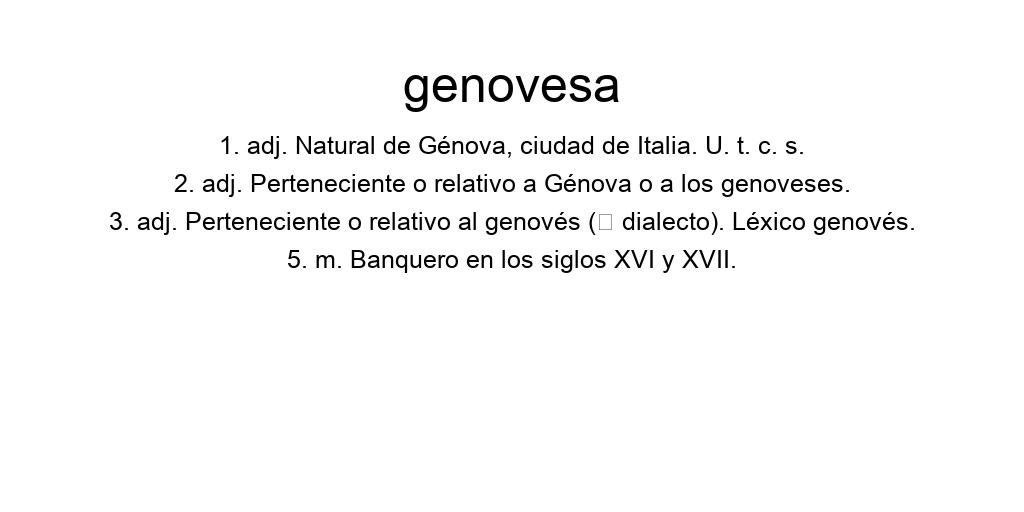 genovesa
1. adj. Natural de Génova, ciudad de Italia. U. t. c. s.
2. adj. Perteneciente o relativo a Génova o a los genoveses.
3. adj. Perteneciente o relativo al genovés (▯ dialecto). Léxico genovés.
5. m. Banquero en los siglos XVI y XVII.